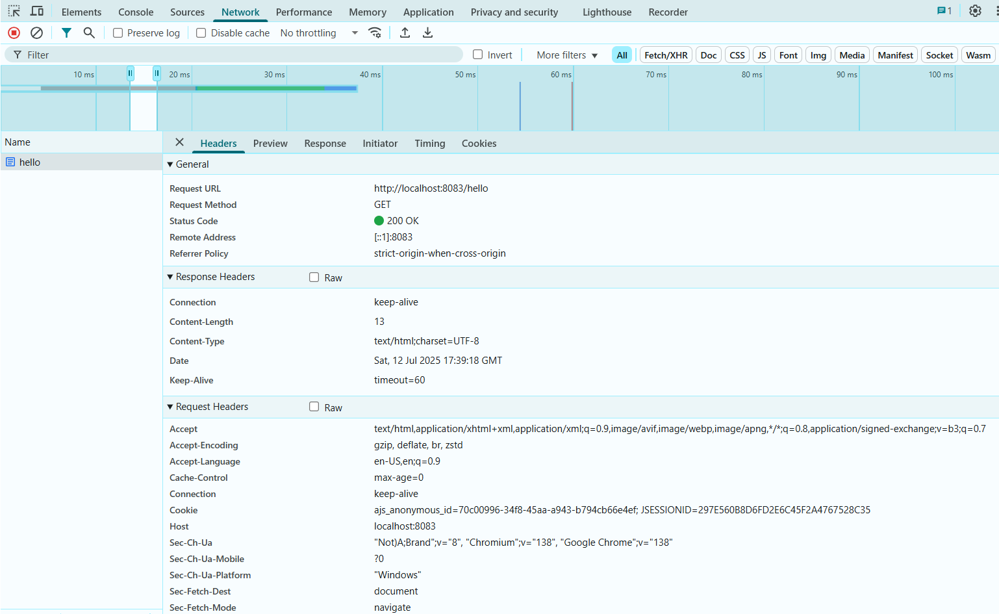 Elements Console Sources Network Performance Memory Application Privacy and security Lighthouse Recorder 1
Preserve log Disable cache No throttling
Filter Invert More filters All Fetch/XHR Doc CSS JS Font Img Media Manifest Socket Wasm
10 ms 20 ms 30 ms 40 ms 50 ms 60 ms 70 ms 80 ms 90 ms 100 ms
Name
hello
Headers Preview Response Initiator Timing Cookies
General
Request URL http://localhost:8083/hello
Request Method GET
Status Code 200 OK
Remote Address [::1]:8083
Referrer Policy strict-origin-when-cross-origin
Response Headers Raw
Connection keep-alive
Content-Length 13
Content-Type text/html;charset=UTF-8
Date Sat, 12 Jul 2025 17:39:18 GMT
Keep-Alive timeout=60
Request Headers Raw
Accept text/html,application/xhtml+xml,application/xml;q=0.9,image/avif,image/webp,image/apng,*/*;q=0.8,application/signed-exchange;v=b3;q=0.7
Accept-Encoding gzip, deflate, br, zstd
Accept-Language en-US,en;q=0.9
Cache-Control max-age=0
Connection keep-alive
Cookie ajs_anonymous_id=70c00996-34f8-45aa-a943-b794cb66e4ef; JSESSIONID=297E560B8D6FD2E6C45F2A4767528C35
Host localhost:8083
Sec-Ch-Ua "Not)A;Brand";v="8", "Chromium";v="138", "Google Chrome";v="138"
Sec-Ch-Ua-Mobile ?0
Sec-Ch-Ua-Platform "Windows"
Sec-Fetch-Dest document
Sec-Fetch-Mode navigate